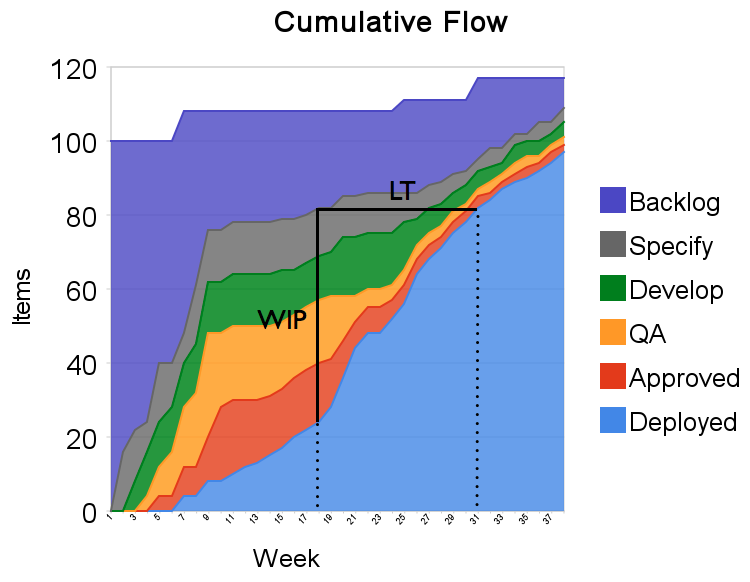 Cumulative Flow
120
100
80
60
40
20
0
Items
LT
WIP
1 3 5 7 9 11 13 15 17 19 21 23 25 27 29 31 33 35 37
Week
Backlog
Specify
Develop
QA
Approved
Deployed